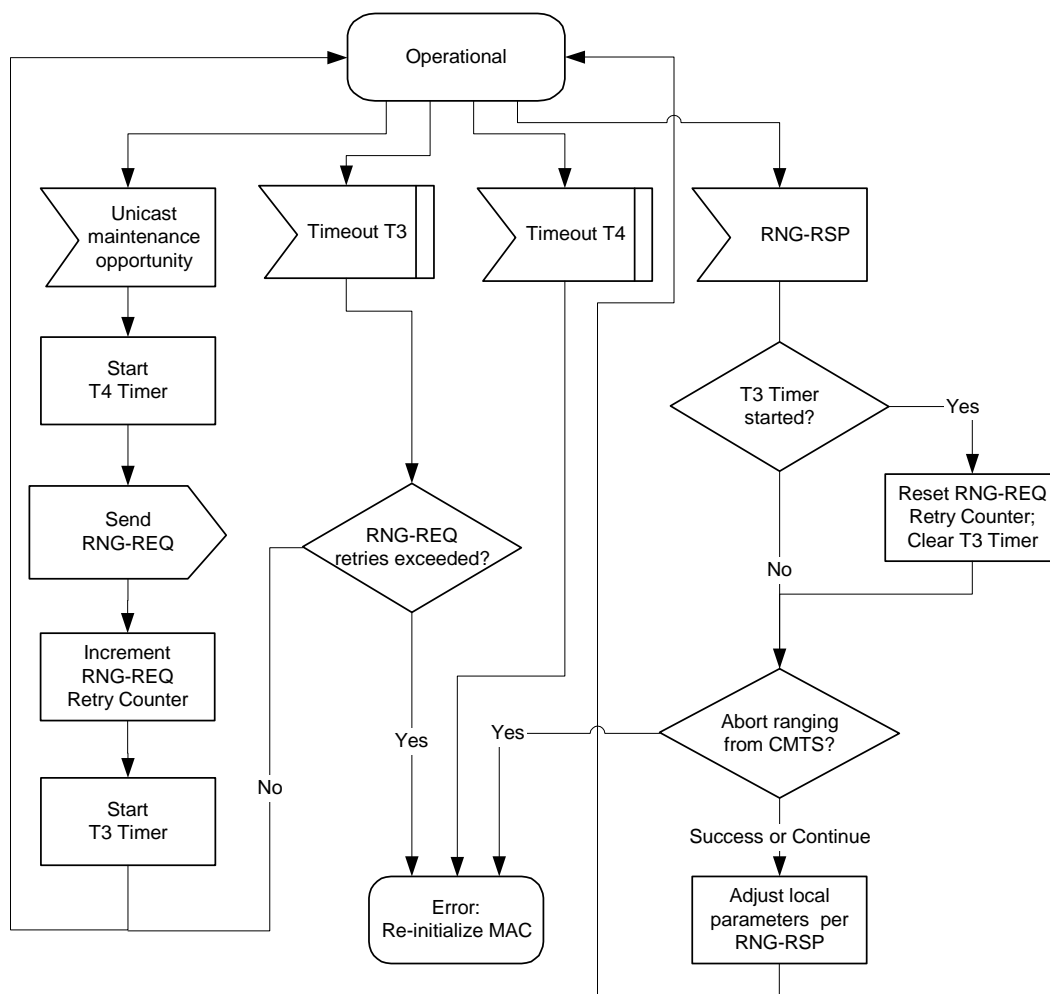 Operational
Unicast
maintenance
opportunity
Timeout T3
Timeout T4
RNG-RSP
Start
T4 Timer
T3 Timer
started?
Yes
Send
RNG-REQ
RNG-REQ
retries exceeded?
Reset RNG-REQ
Retry Counter;
Clear T3 Timer
No
Increment
RNG-REQ
Retry Counter
Yes
Yes
Abort ranging
from CMTS?
No
Start
T3 Timer
Success or Continue
Error:
Re-initialize MAC
Adjust local
parameters per
RNG-RSP